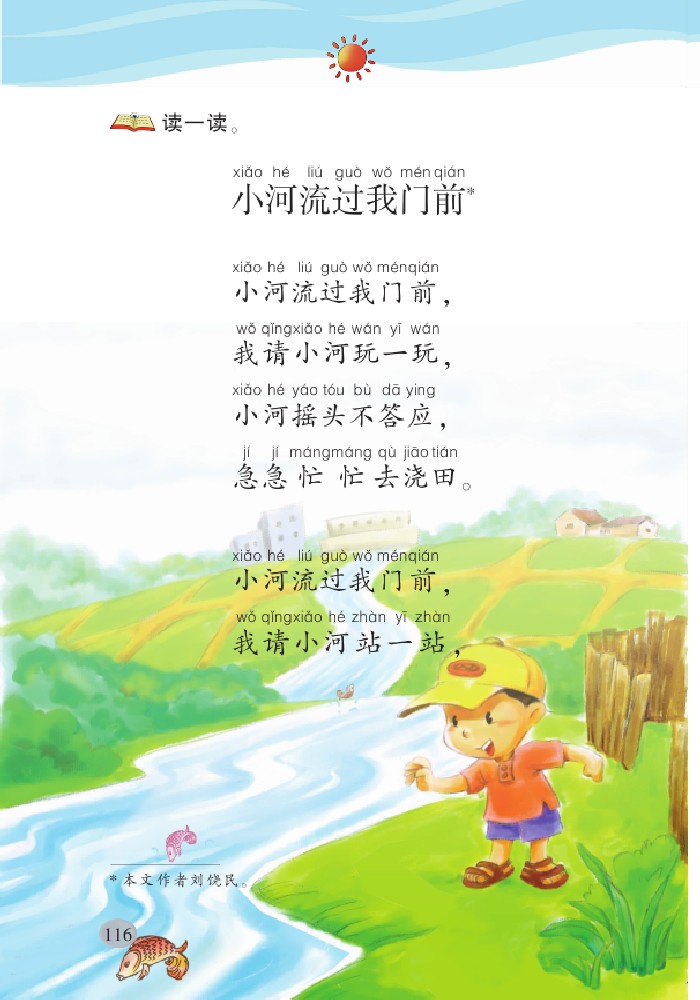 读一读。
xiǎo hé liú guò wǒ mén qián
小河流过我门前*
xiǎo hé liú guò wǒ ménqián
小河流过我门前，
wǒ qǐngxiǎo hé wán yī wán
我请小河玩一玩，
xiǎo hé yáo tóu bù dā ying
小河摇头不答应，
jí jí mángmáng qù jiāo tián
急急忙忙去浇田。
xiǎo hé liú guò wǒ ménqián
小河流过我门前，
wǒ qǐngxiǎo hé zhàn yī zhàn
我请小河站一站，
*本文作者刘饶民。
116